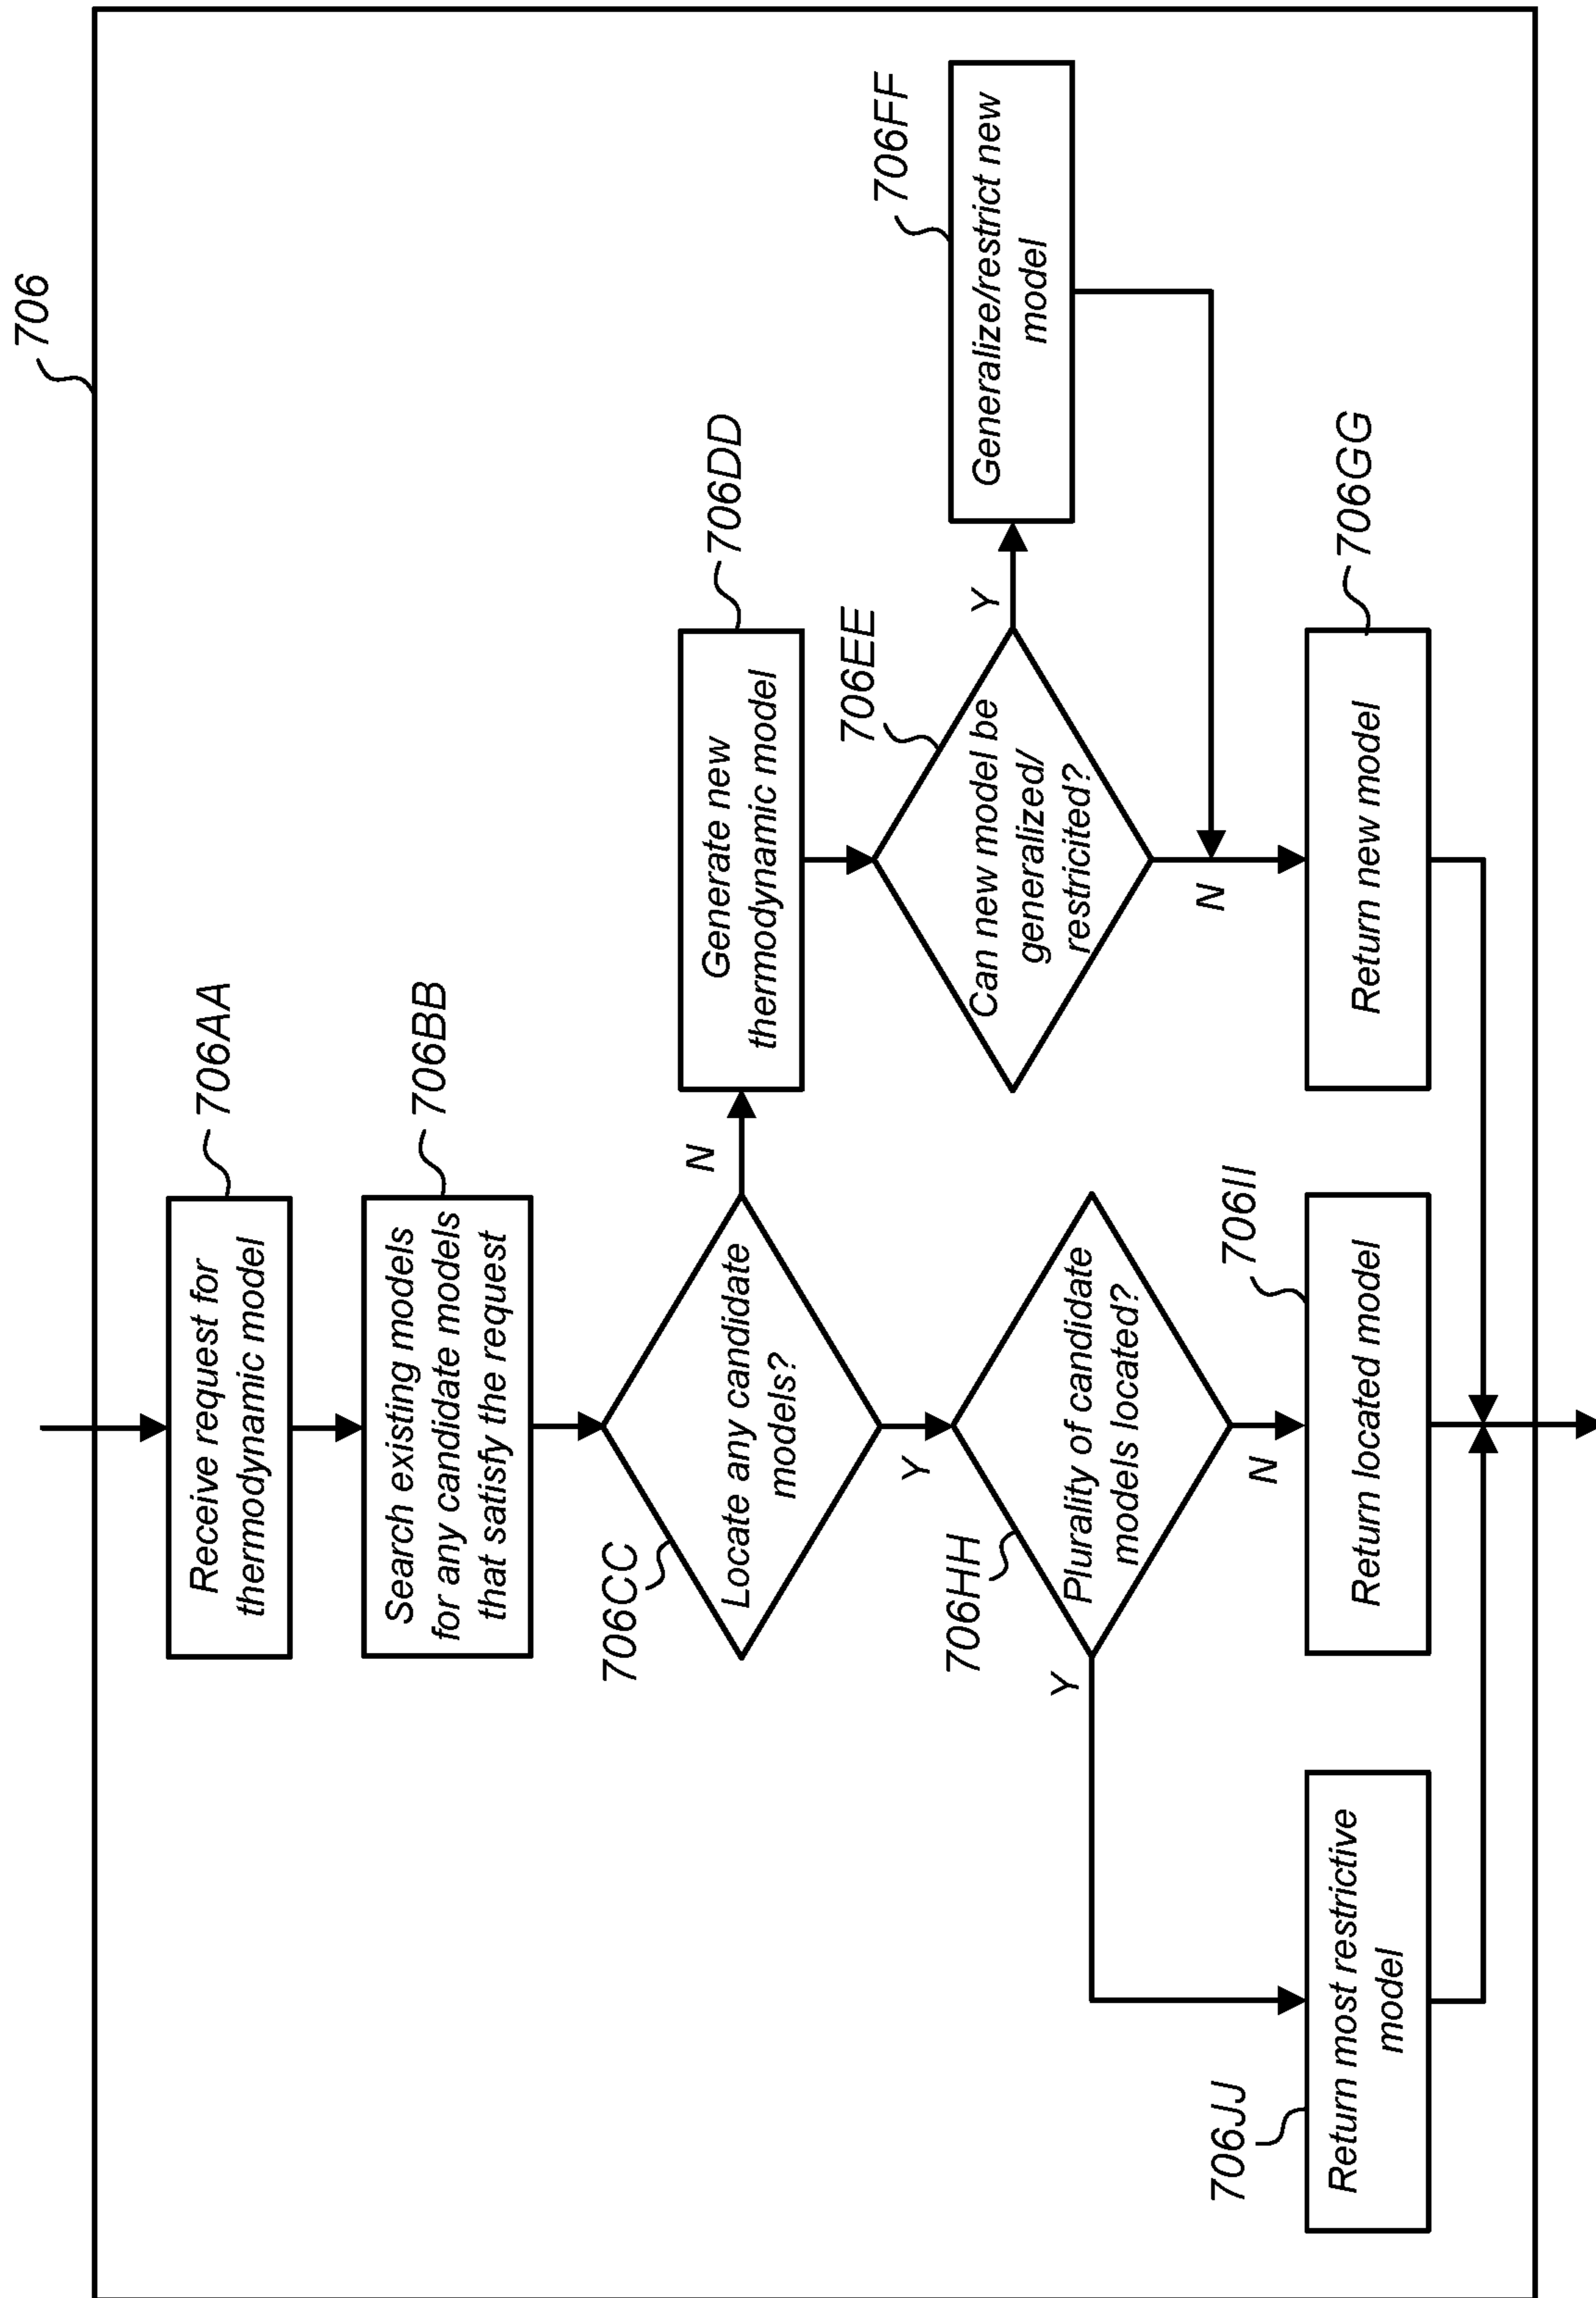 706
706AA
Receive request for
thermodynamic model
706BB
Search existing models
for any candidate models
that satisfy the request
706CC
Locate any candidate
models?
N
Y
706DD
Generate new
thermodynamic model
706EE
Can new model be
generalized/
restricited?
Y
N
706FF
Generalize/restrict new
model
706HH
Plurality of candidate
models located?
Y
N
706JJ
Return most restrictive
model
706II
Return located model
706GG
Return new model